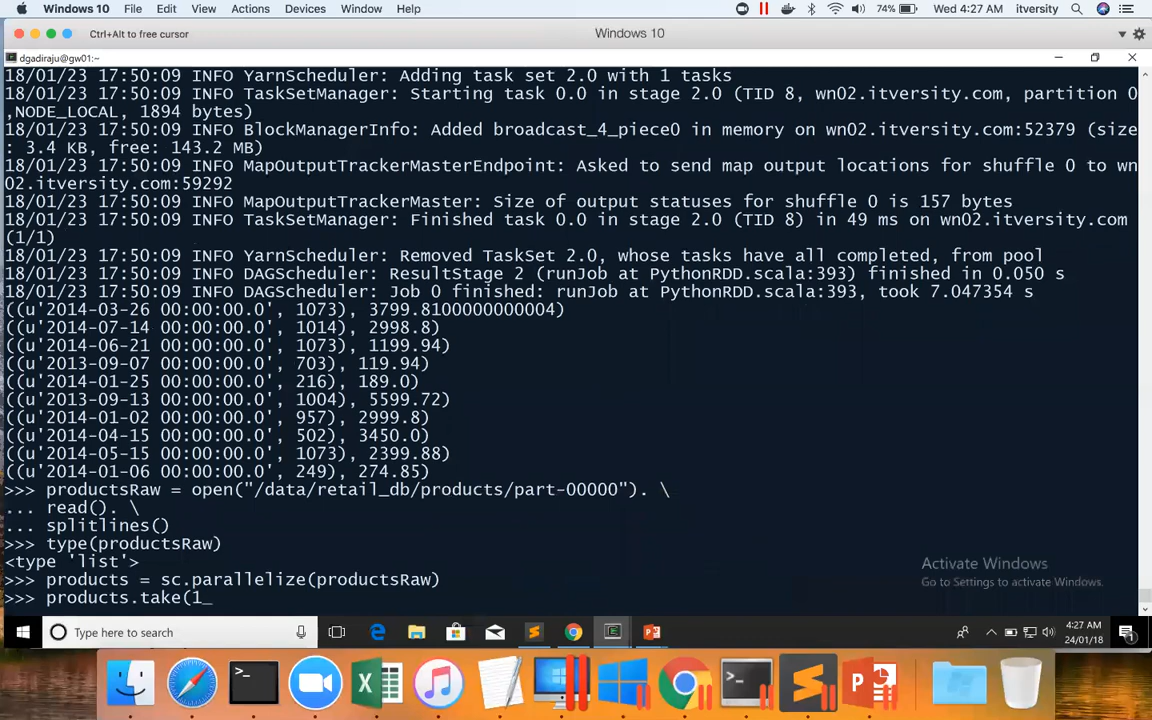 Windows 10 File Edit View Actions Devices Window Help 74% Wed 4:27 AM itversity
Ctrl+Alt to free cursor Windows 10
dgadiraju@gw01:~
18/01/23 17:50:09 INFO YarnScheduler: Adding task set 2.0 with 1 tasks
18/01/23 17:50:09 INFO TaskSetManager: Starting task 0.0 in stage 2.0 (TID 8, wn02.itversity.com, partition 0
,NODE_LOCAL, 1894 bytes)
18/01/23 17:50:09 INFO BlockManagerInfo: Added broadcast_4_piece0 in memory on wn02.itversity.com:52379 (size
: 3.4 KB, free: 143.2 MB)
18/01/23 17:50:09 INFO MapOutputTrackerMasterEndpoint: Asked to send map output locations for shuffle 0 to wn
02.itversity.com:59292
18/01/23 17:50:09 INFO MapOutputTrackerMaster: Size of output statuses for shuffle 0 is 157 bytes
18/01/23 17:50:09 INFO TaskSetManager: Finished task 0.0 in stage 2.0 (TID 8) in 49 ms on wn02.itversity.com
(1/1)
18/01/23 17:50:09 INFO YarnScheduler: Removed TaskSet 2.0, whose tasks have all completed, from pool
18/01/23 17:50:09 INFO DAGScheduler: ResultStage 2 (runJob at PythonRDD.scala:393) finished in 0.050 s
18/01/23 17:50:09 INFO DAGScheduler: Job 0 finished: runJob at PythonRDD.scala:393, took 7.047354 s
((u'2014-03-26 00:00:00.0', 1073), 3799.8100000000004)
((u'2014-07-14 00:00:00.0', 1014), 2998.8)
((u'2014-06-21 00:00:00.0', 1073), 1199.94)
((u'2013-09-07 00:00:00.0', 703), 119.94)
((u'2014-01-25 00:00:00.0', 216), 189.0)
((u'2013-09-13 00:00:00.0', 1004), 5599.72)
((u'2014-01-02 00:00:00.0', 957), 2999.8)
((u'2014-04-15 00:00:00.0', 502), 3450.0)
((u'2014-05-15 00:00:00.0', 1073), 2399.88)
((u'2014-01-06 00:00:00.0', 249), 274.85)
>>> productsRaw = open("/data/retail_db/products/part-00000"). \
... read(). \
... splitlines()
>>> type(productsRaw)
<type 'list'>
>>> products = sc.parallelize(productsRaw)
>>> products.take(1_
Activate Windows
Go to Settings to activate Windows.
Type here to search
4:27 AM
24/01/18